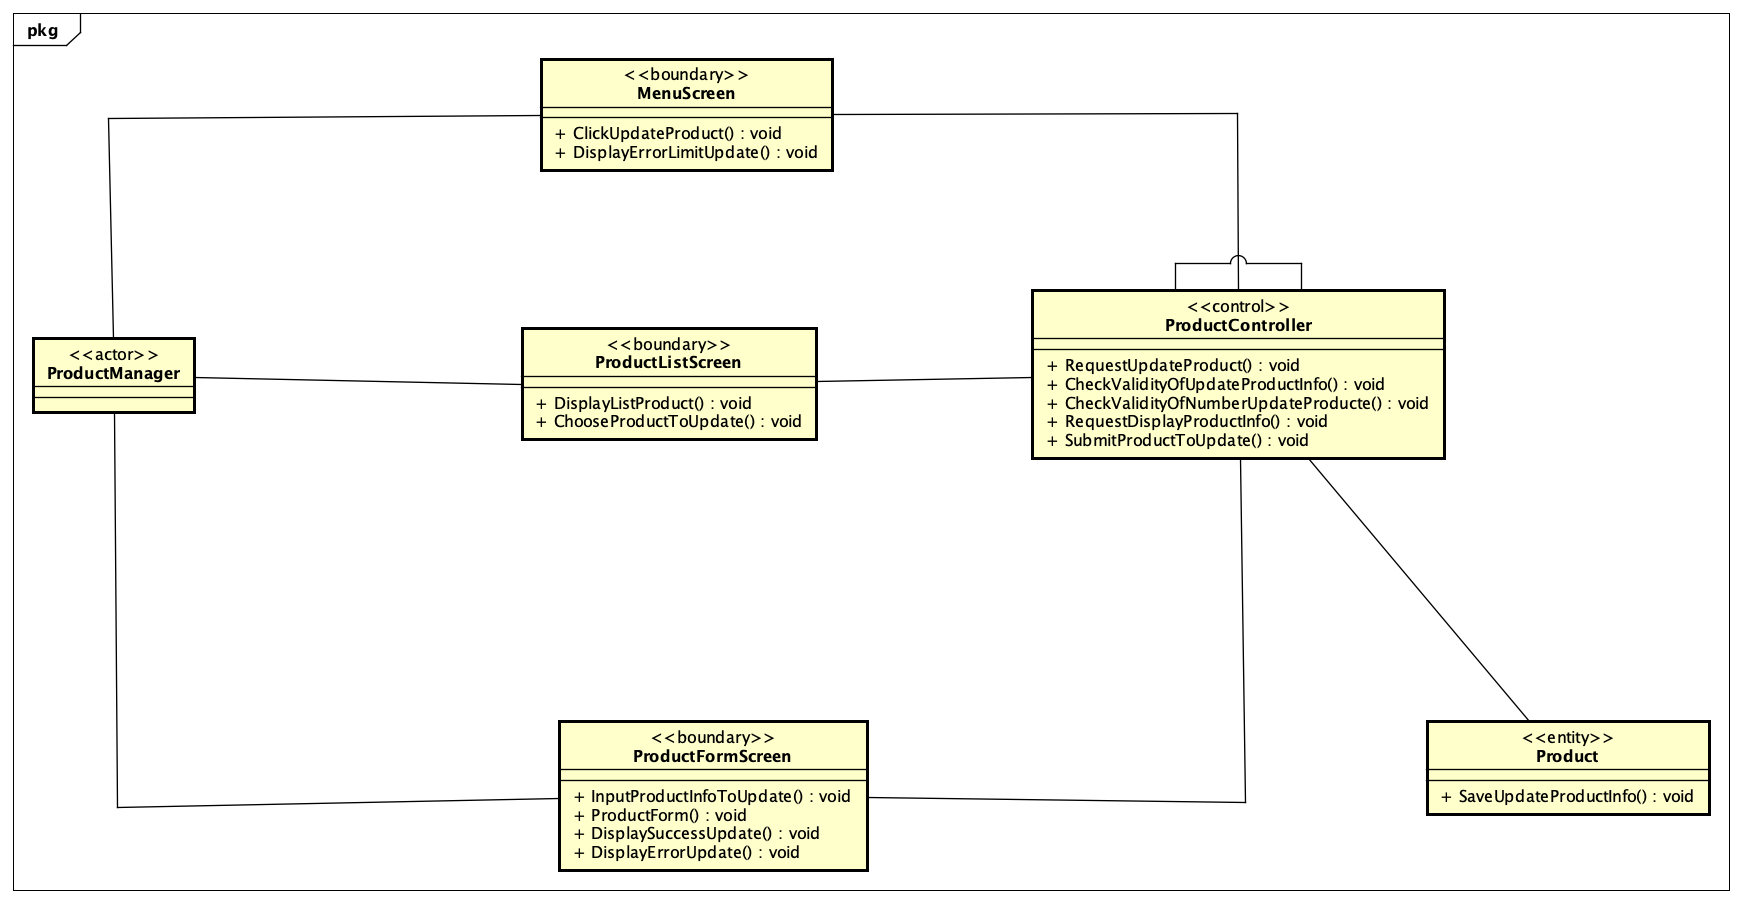 pkg
<<boundary>>
MenuScreen
+ ClickUpdateProduct() : void
+ DisplayErrorLimitUpdate() : void
<<actor>>
ProductManager
<<boundary>>
ProductListScreen
+ DisplayListProduct() : void
+ ChooseProductToUpdate() : void
<<control>>
ProductController
+ RequestUpdateProduct() : void
+ CheckValidityOfUpdateProductInfo() : void
+ CheckValidityOfNumberUpdateProducte() : void
+ RequestDisplayProductInfo() : void
+ SubmitProductToUpdate() : void
<<boundary>>
ProductFormScreen
+ InputProductInfoToUpdate() : void
+ ProductForm() : void
+ DisplaySuccessUpdate() : void
+ DisplayErrorUpdate() : void
<<entity>>
Product
+ SaveUpdateProductInfo() : void